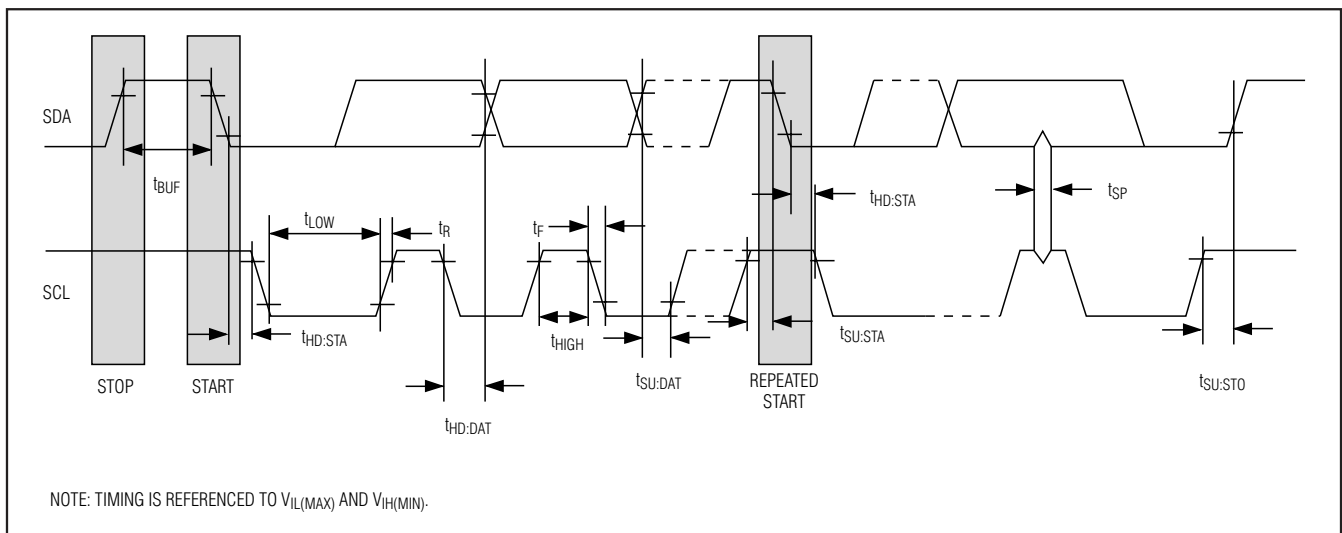 SDA
tBUF
tLOW
tR
tF
tHD:STA
tSP
SCL
tHD:STA
tHIGH
tSU:DAT
tSU:STA
tSU:STO
STOP
START
REPEATED
START
tHD:DAT
NOTE: TIMING IS REFERENCED TO VIL(MAX) AND VIH(MIN).